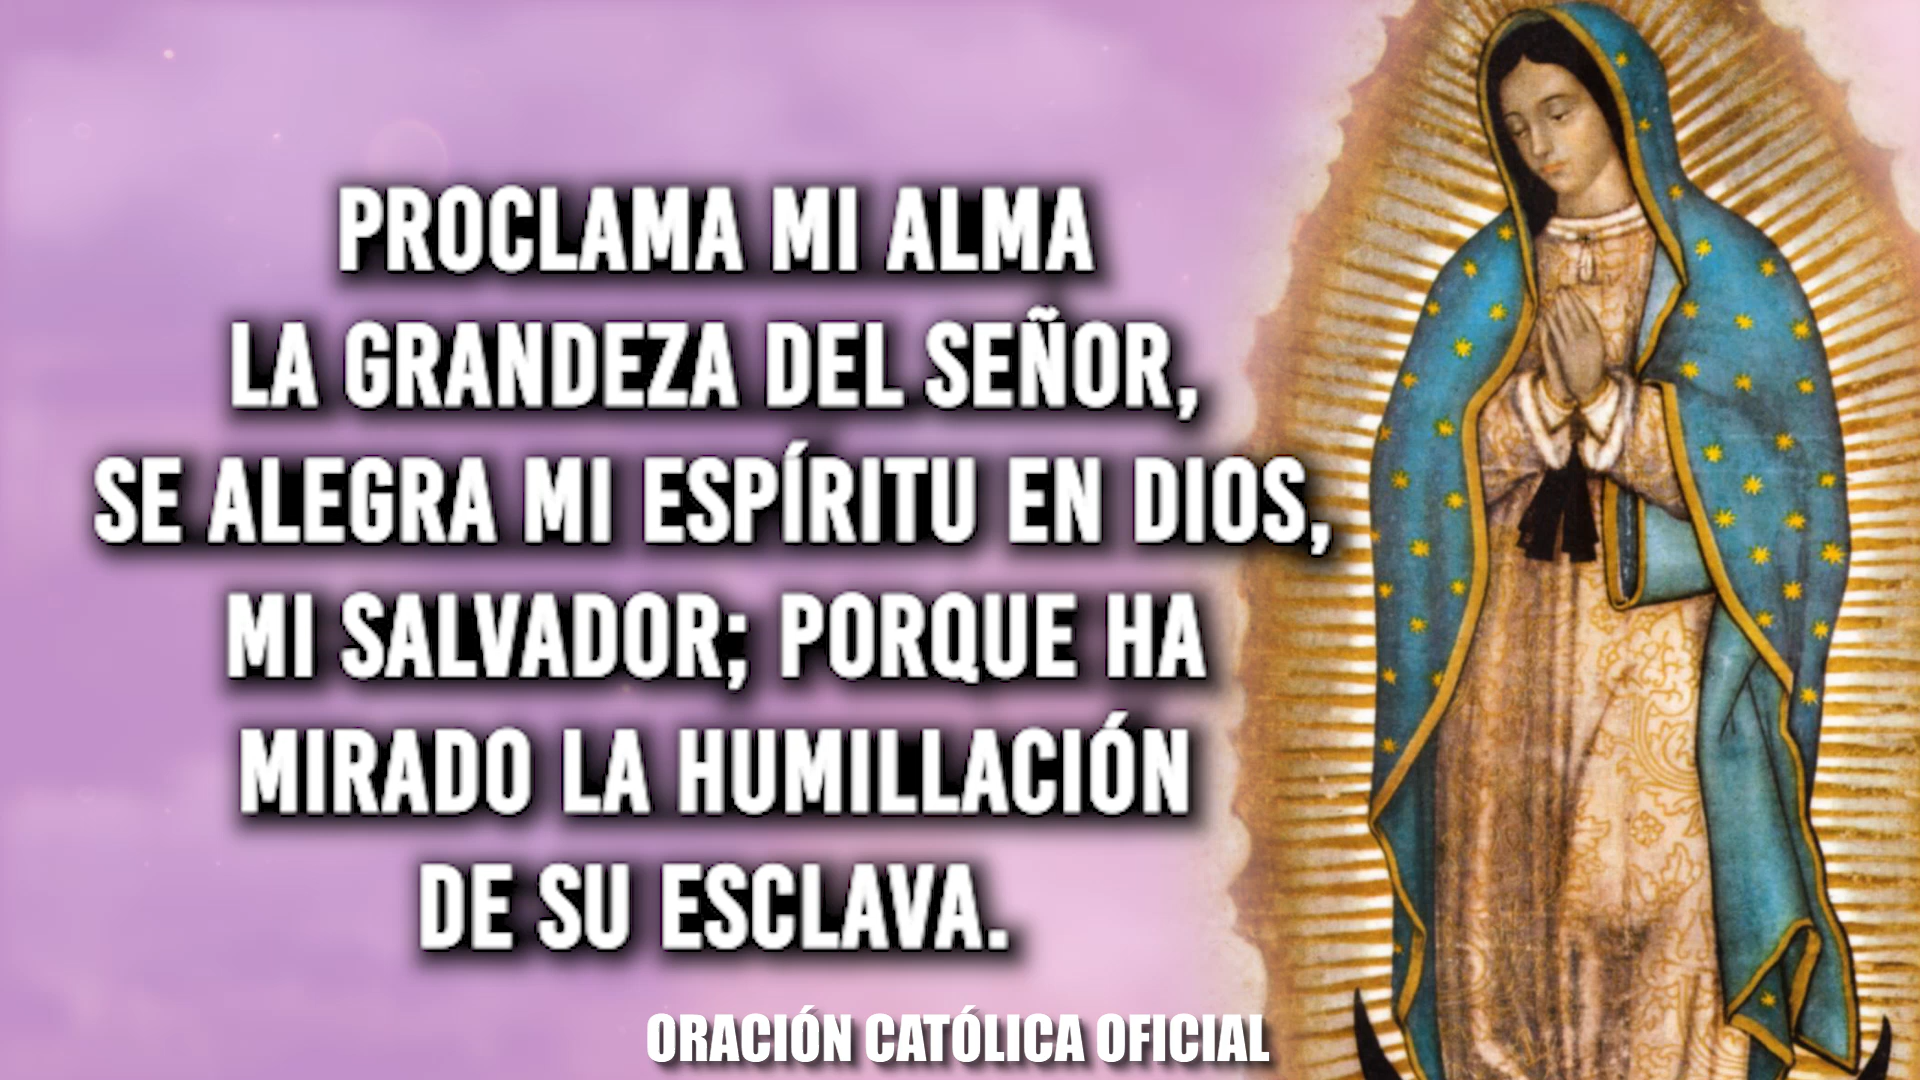 PROCLAMA MI ALMA
LA GRANDEZA DEL SEÑOR,
SE ALEGRA MI ESPÍRITU EN DIOS,
MI SALVADOR; PORQUE HA
MIRADO LA HUMILLACIÓN
DE SU ESCLAVA.
ORACIÓN CATÓLICA OFICIAL